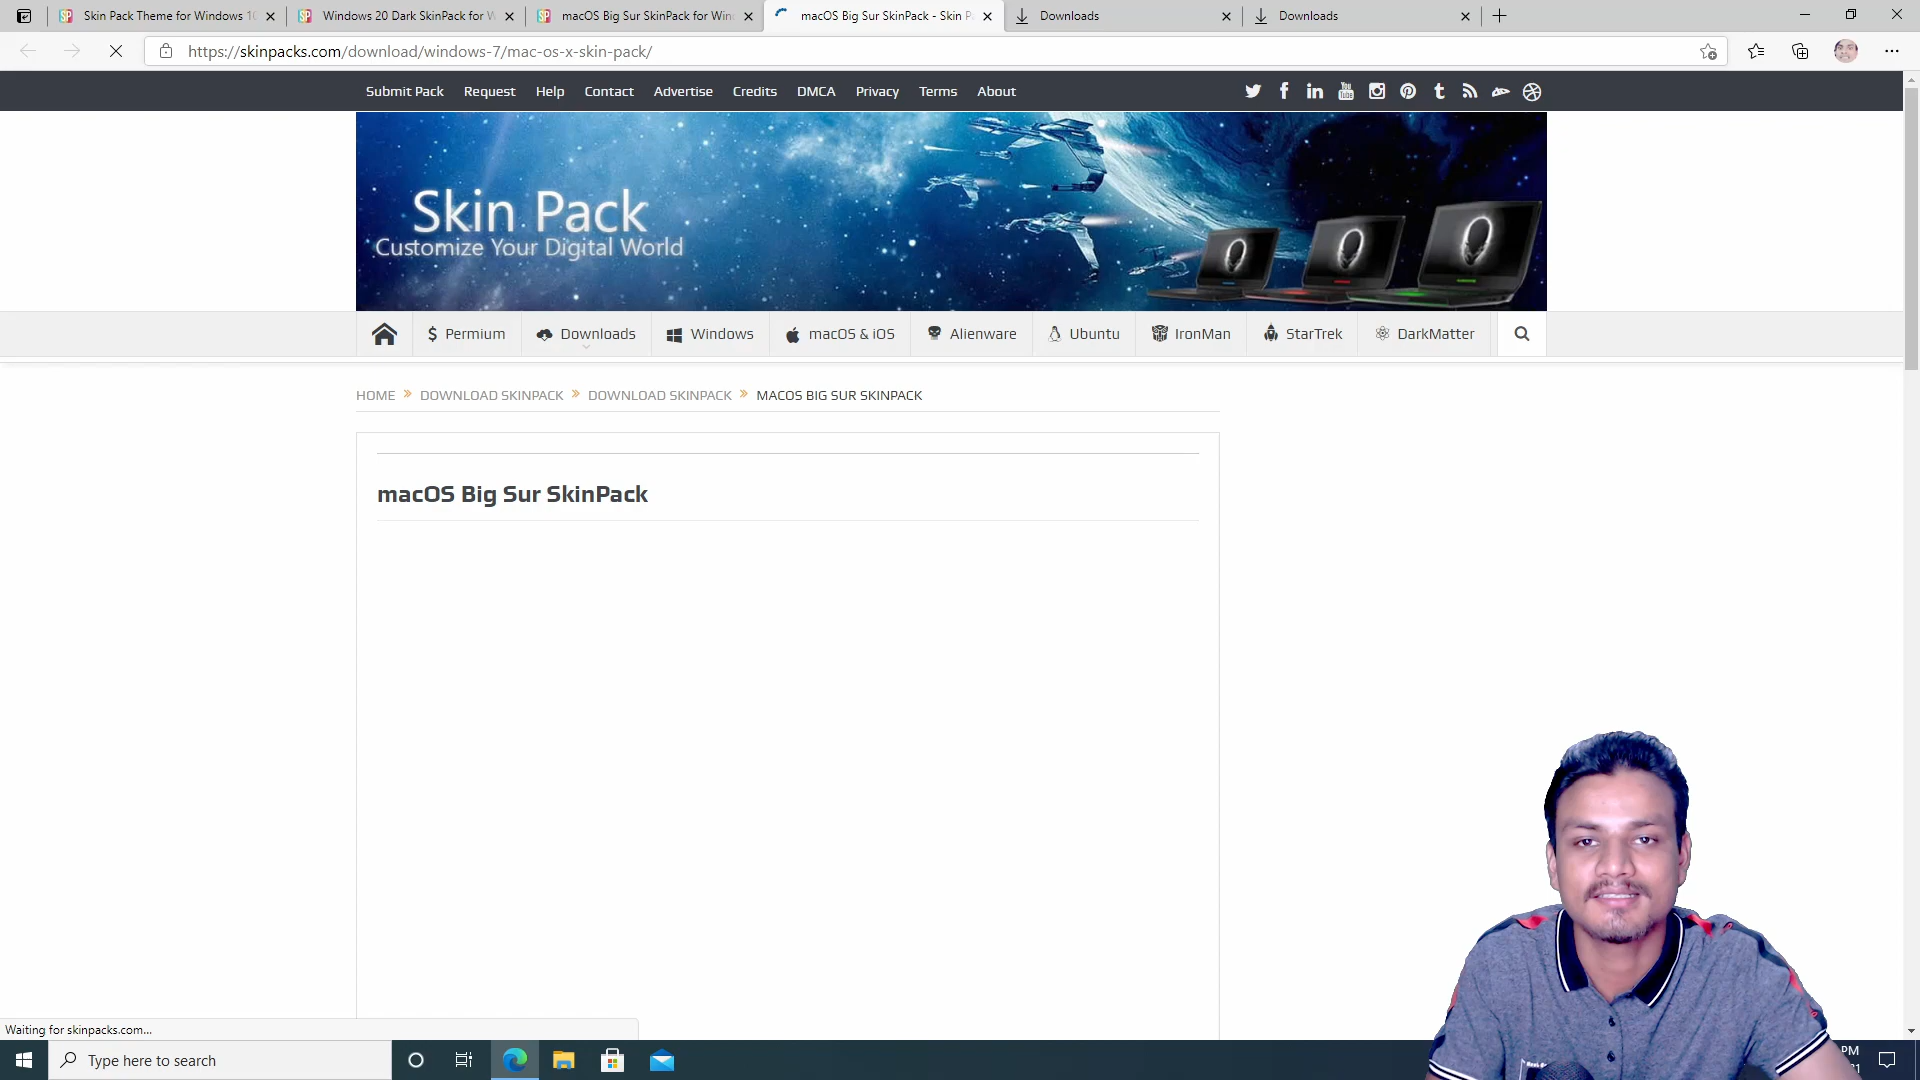 Skin Pack Theme for Windows 10
Windows 20 Dark SkinPack for W
macOS Big Sur SkinPack for Wind
macOS Big Sur SkinPack - Skin P
Downloads
Downloads
https://skinpacks.com/download/windows-7/mac-os-x-skin-pack/
Submit Pack Request Help Contact Advertise Credits DMCA Privacy Terms About
Skin Pack
Customize Your Digital World
Permium Downloads Windows macOS & iOS Alienware Ubuntu IronMan StarTrek DarkMatter
HOME » DOWNLOAD SKINPACK » DOWNLOAD SKINPACK » MACOS BIG SUR SKINPACK
macOS Big Sur SkinPack
Waiting for skinpacks.com...
Type here to search
PM